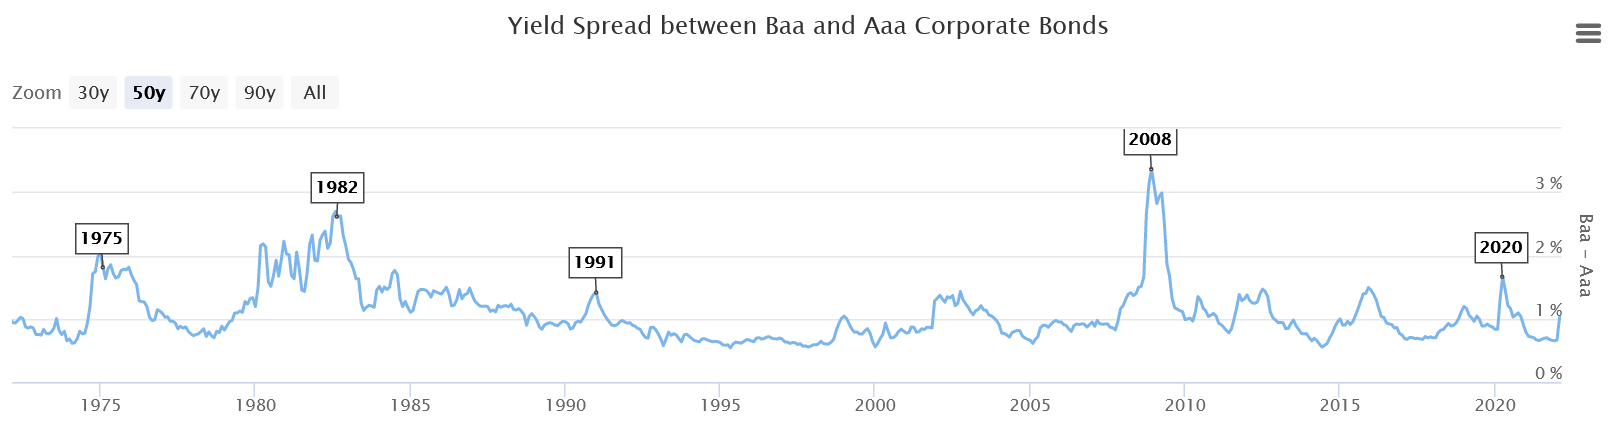 Yield Spread between Baa and Aaa Corporate Bonds
Zoom 30y 50y 70y 90y All
2008
1982
3 %
1975
2020
2 %
1991
1 %
0 %
Baa – Aaa
1975 1980 1985 1990 1995 2000 2005 2010 2015 2020